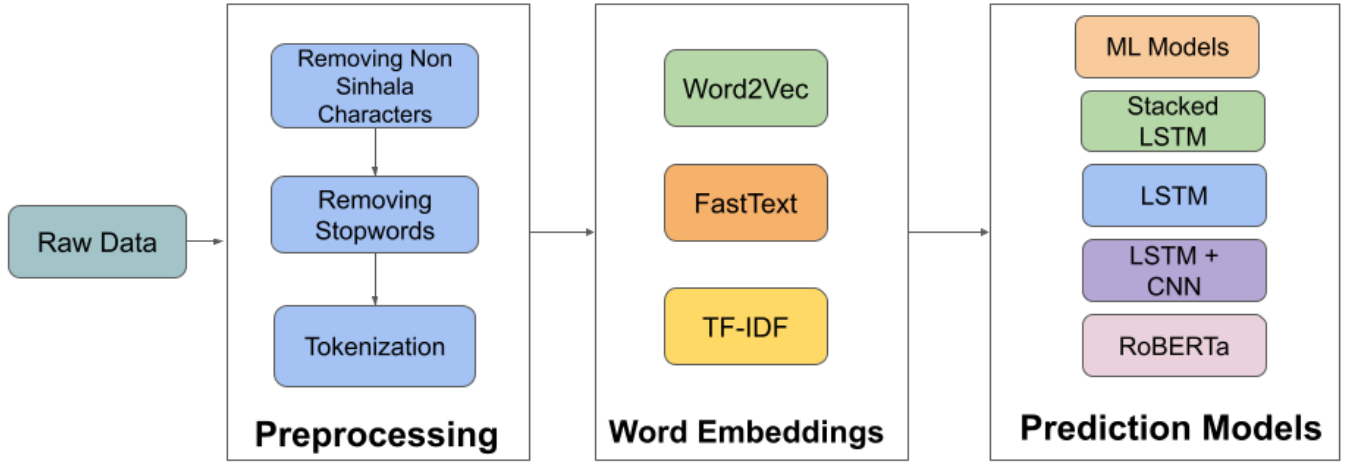 Raw Data
Removing Non
Sinhala
Characters
Removing
Stopwords
Tokenization
Preprocessing
Word2Vec
FastText
TF-IDF
Word Embeddings
ML Models
Stacked
LSTM
LSTM
LSTM +
CNN
RoBERTa
Prediction Models